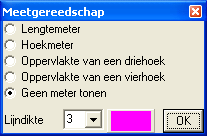 Meetgereedschap
Lengtemeter
Hoekmeter
Oppervlakte van een driehoek
Oppervlakte van een vierhoek
Geen meter tonen
Lijndikte 3 OK